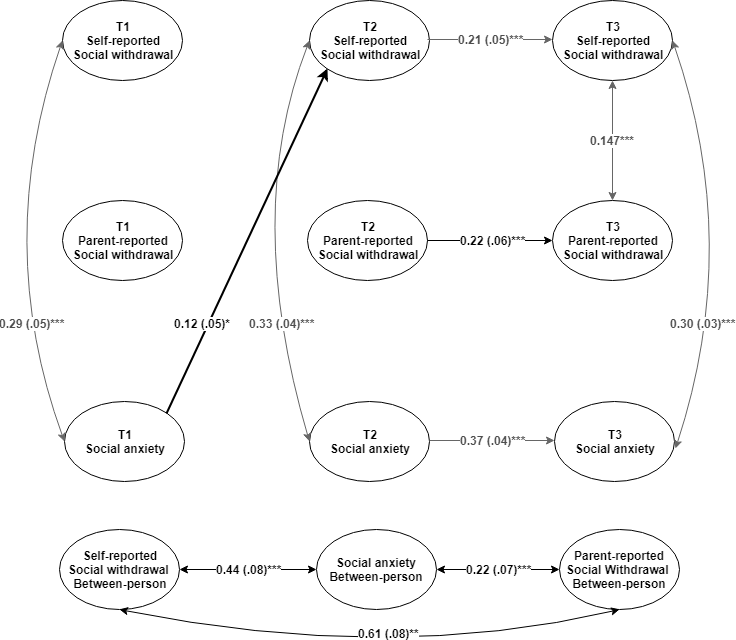 T1
Self-reported
Social withdrawal
T2
Self-reported
Social withdrawal
0.21 (.05)***
T3
Self-reported
Social withdrawal
0.147***
T1
Parent-reported
Social withdrawal
T2
Parent-reported
Social withdrawal
0.22 (.06)***
T3
Parent-reported
Social withdrawal
0.29 (.05)***
0.12 (.05)*
0.33 (.04)***
0.30 (.03)***
T1
Social anxiety
T2
Social anxiety
0.37 (.04)***
T3
Social anxiety
Self-reported
Social withdrawal
Between-person
0.44 (.08)***
Social anxiety
Between-person
0.22 (.07)***
Parent-reported
Social Withdrawal
Between-person
0.61 (.08)**